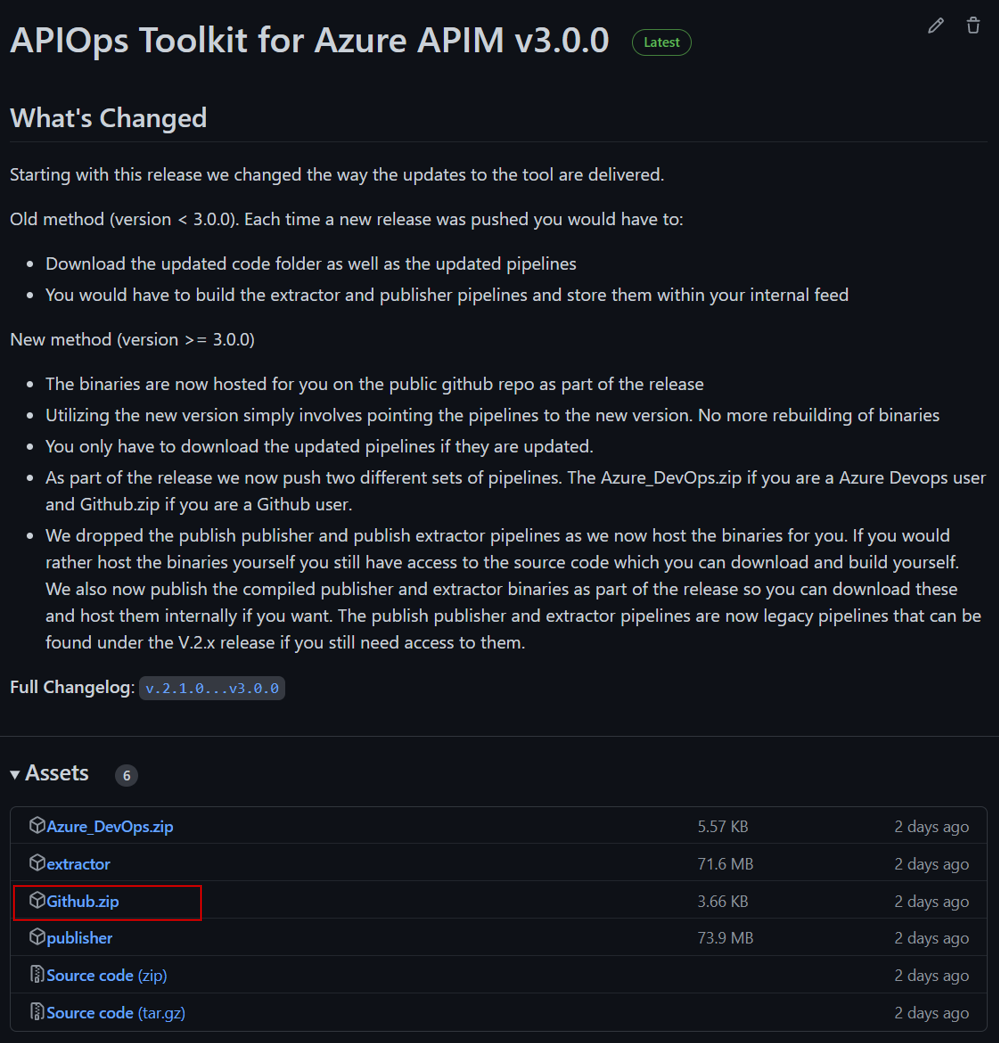 APIOps Toolkit for Azure APIM v3.0.0 Latest
What's Changed
Starting with this release we changed the way the updates to the tool are delivered.
Old method (version < 3.0.0). Each time a new release was pushed you would have to:
• Download the updated code folder as well as the updated pipelines
• You would have to build the extractor and publisher pipelines and store them within your internal feed
New method (version >= 3.0.0)
• The binaries are now hosted for you on the public github repo as part of the release
• Utilizing the new version simply involves pointing the pipelines to the new version. No more rebuilding of binaries
• You only have to download the updated pipelines if they are updated.
• As part of the release we now push two different sets of pipelines. The Azure_DevOps.zip if you are a Azure Devops user
and Github.zip if you are a Github user.
• We dropped the publish publisher and publish extractor pipelines as we now host the binaries for you. If you would
rather host the binaries yourself you still have access to the source code which you can download and build yourself.
We also now publish the compiled publisher and extractor binaries as part of the release so you can download these
and host them internally if you want. The publish publisher and extractor pipelines are now legacy pipelines that can be
found under the V.2.x release if you still need access to them.
Full Changelog: v.2.1.0...v3.0.0
Assets 6
Azure_DevOps.zip 5.57 KB 2 days ago
extractor 71.6 MB 2 days ago
Github.zip 3.66 KB 2 days ago
publisher 73.9 MB 2 days ago
Source code (zip) 2 days ago
Source code (tar.gz) 2 days ago